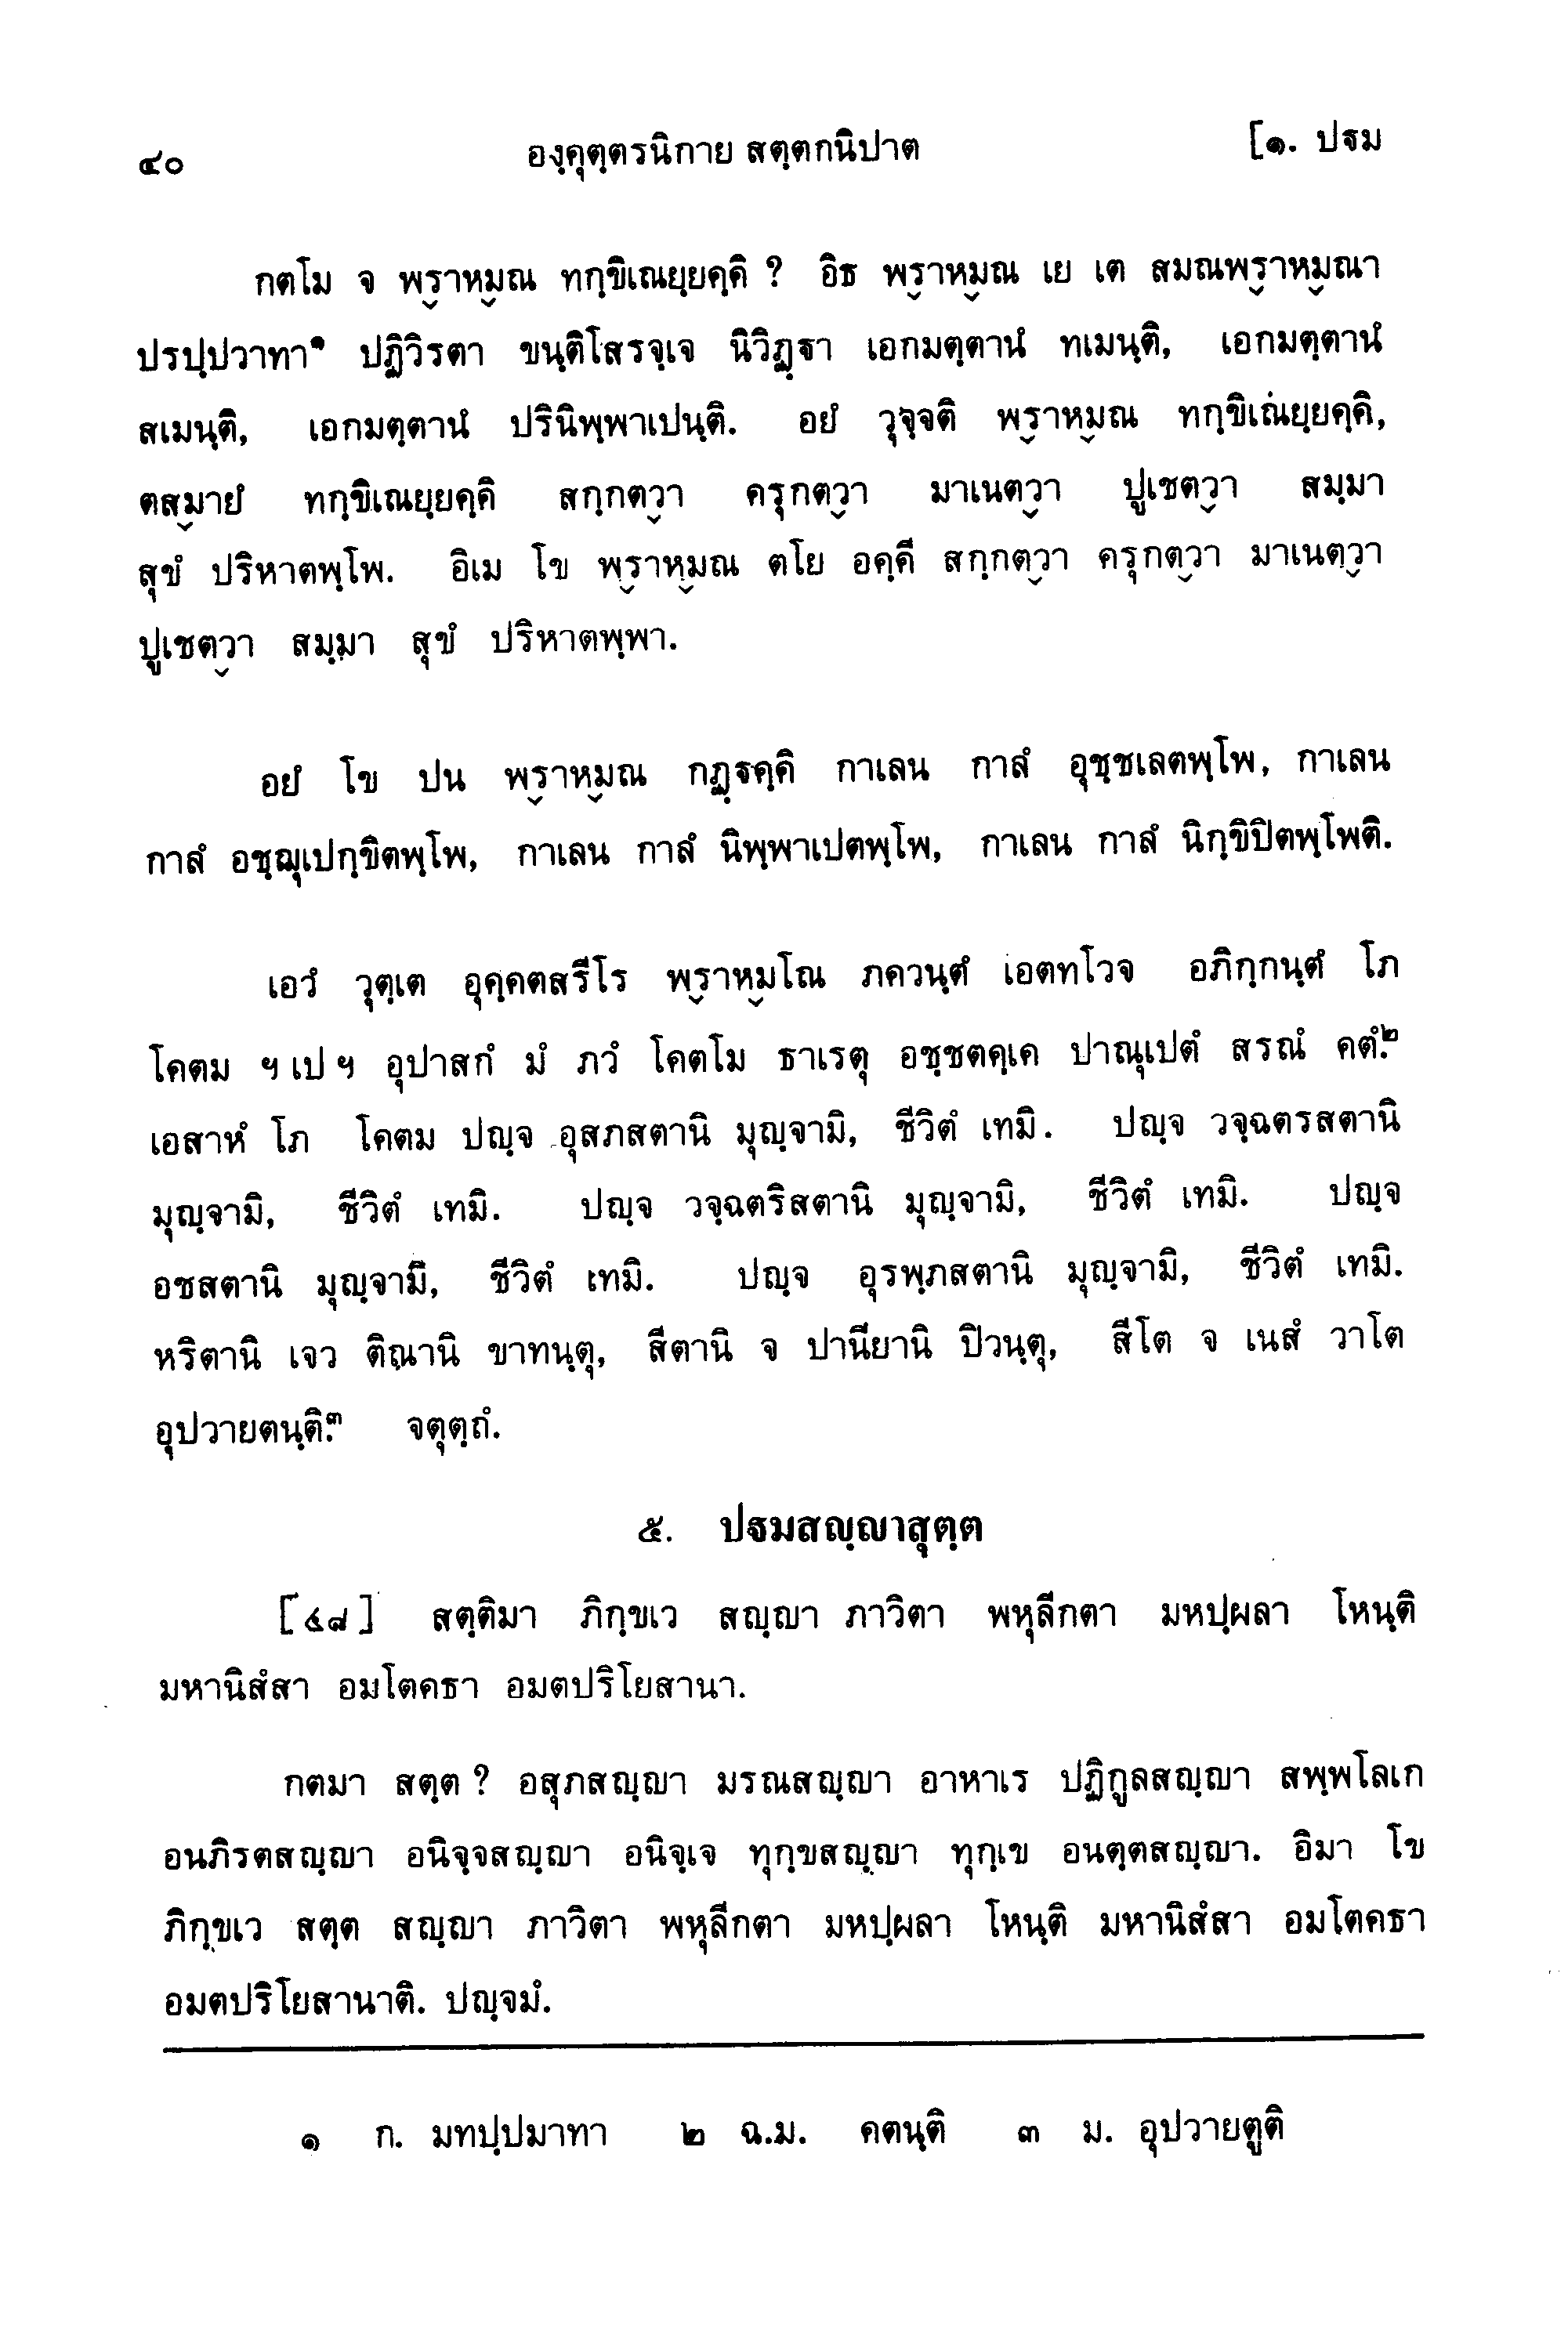 ๔๐ องฺคุตฺตรนิกาย สตฺตกนิปาต [๑. ปฐม
กตโม จ พฺราหฺมณ ทกฺขิเณยฺยคฺคิ ? อิธ พฺราหฺมณ เย เต สมณพฺราหฺมณา
ปรปฺปวาทา๑ ปฏิวิรตา ขนฺติโสรจฺเจ นิวิฏฺฐา เอกมตฺตานํ ทเมนฺติ, เอกมตฺตานํ
สเมนฺติ, เอกมตฺตานํ ปรินิพฺพาเปนฺติ. อยํ วุจฺจติ พฺราหฺมณ ทกฺขิเณยฺยคฺคิ,
ตสฺมายํ ทกฺขิเณยฺยคฺคิ สกฺกตฺวา ครุกตฺวา มาเนตฺวา ปูเชตฺวา สมฺมา
สุขํ ปริหาตพฺโพ. อิเม โข พฺราหฺมณ ตโย อคฺคี สกฺกตฺวา ครุกตฺวา มาเนตฺวา
ปูเชตฺวา สมฺมา สุขํ ปริหาตพฺพา.
อยํ โข ปน พฺราหฺมณ กฏฺฐคฺคิ กาเลน กาลํ อุชฺชเลตพฺโพ, กาเลน
กาลํ อชฺฌุเปกฺขิตพฺโพ, กาเลน กาลํ นิพฺพาเปตพฺโพ, กาเลน กาลํ นิกฺขิปิตพฺโพติ.
เอวํ วุตฺเต อุคฺคตสรีโร พฺราหฺมโณ ภควนฺตํ เอตทโวจ อภิกฺกนฺตํ โภ
โคตม ฯ เป ฯ อุปาสกํ มํ ภวํ โคตโม ธาเรตุ อชฺชตคฺเค ปาณุเปตํ สรณํ คตํ.๒
เอสาหํ โภ โคตม ปญฺจ อุสภสตานิ มุญฺจามิ, ชีวิตํ เทมิ. ปญฺจ วจฺฉตรสตานิ
มุญฺจามิ, ชีวิตํ เทมิ. ปญฺจ วจฺฉตริสตานิ มุญฺจามิ, ชีวิตํ เทมิ. ปญฺจ
อชสตานิ มุญฺจามิ, ชีวิตํ เทมิ. ปญฺจ อุรพฺภสตานิ มุญฺจามิ, ชีวิตํ เทมิ.
หริตานิ เจว ติณานิ ขาทนฺตุ, สีตานิ จ ปานียานิ ปิวนฺตุ, สีโต จ เนสํ วาโต
อุปวายตนฺติ.๓ จตุตฺถํ.
๕. ปฐมสญฺญาสุตฺต
[๔๘] สตฺติมา ภิกฺขเว สญฺญา ภาวิตา พหุลีกตา มหปฺผลา โหนฺติ
มหานิสํสา อมโตคธา อมตปริโยสานา.
กตมา สตฺต ? อสุภสญฺญา มรณสญฺญา อาหาเร ปฏิกูลสญฺญา สพฺพโลเก
อนภิรตสญฺญา อนิจฺจสญฺญา อนิจฺเจ ทุกฺขสญฺญา ทุกฺเข อนตฺตสญฺญา. อิมา โข
ภิกฺขเว สตฺต สญฺญา ภาวิตา พหุลีกตา มหปฺผลา โหนฺติ มหานิสํสา อมโตคธา
อมตปริโยสานาติ. ปญฺจมํ.
๑ ก. มทปฺปมาทา ๒ ฉ.ม. คตนฺติ ๓ ม. อุปวายตูติ